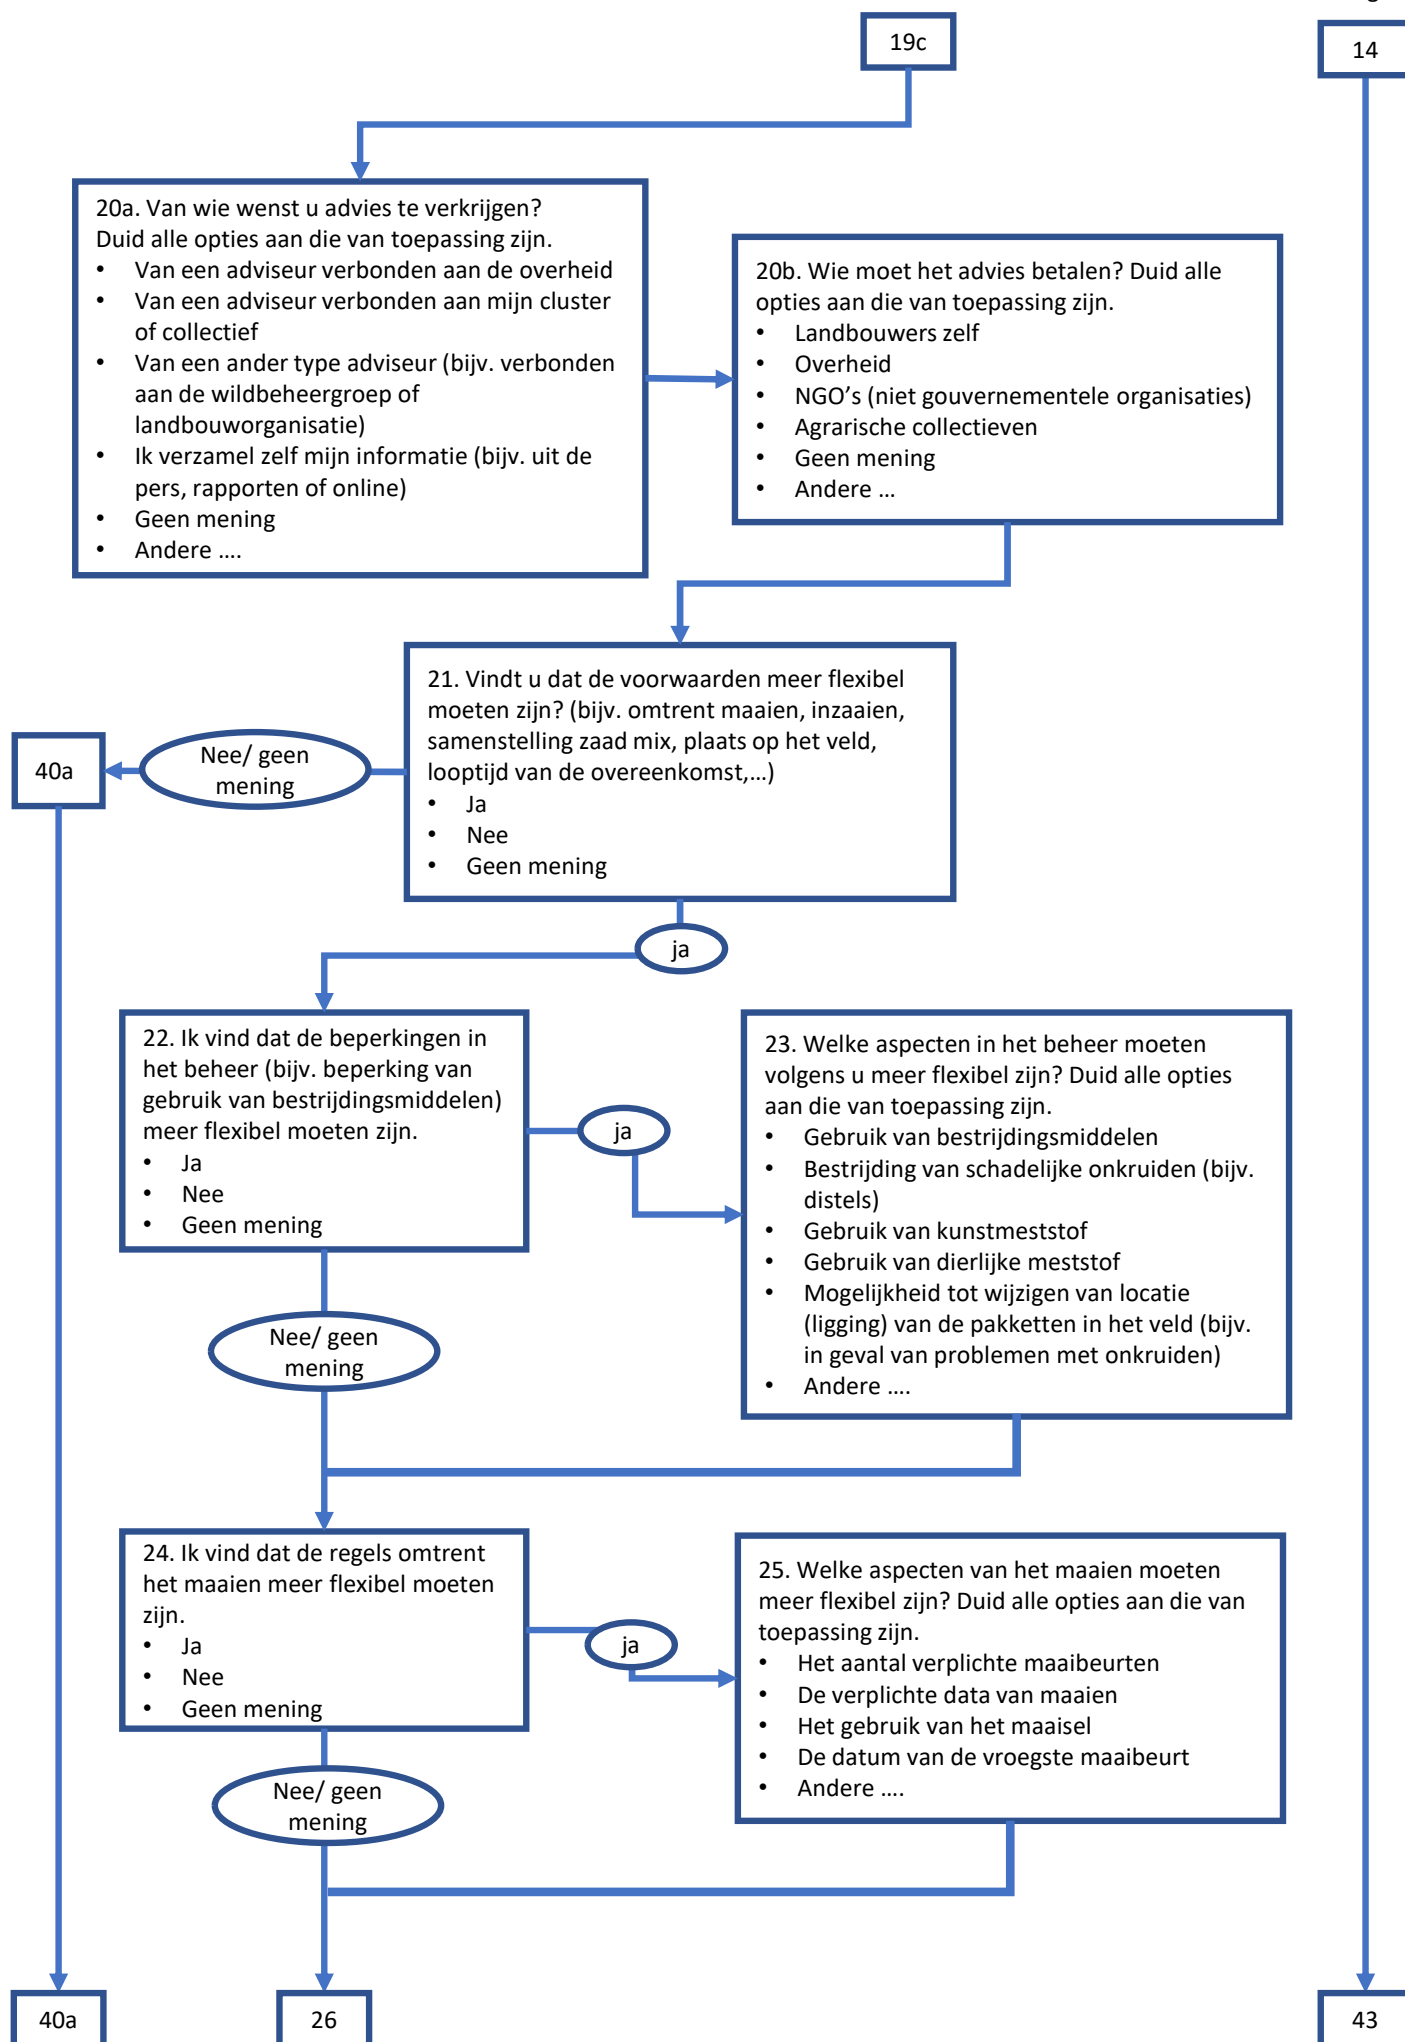 19c
14
20a. Van wie wenst u advies te verkrijgen?
Duid alle opties aan die van toepassing zijn.
• Van een adviseur verbonden aan de overheid
• Van een adviseur verbonden aan mijn cluster
of collectief
• Van een ander type adviseur (bijv. verbonden
aan de wildbeheergroep of
landbouworganisatie)
• Ik verzamel zelf mijn informatie (bijv. uit de
pers, rapporten of online)
• Geen mening
• Andere ....
20b. Wie moet het advies betalen? Duid alle
opties aan die van toepassing zijn.
• Landbouwers zelf
• Overheid
• NGO’s (niet gouvernementele organisaties)
• Agrarische collectieven
• Geen mening
• Andere ...
21. Vindt u dat de voorwaarden meer flexibel
moeten zijn? (bijv. omtrent maaien, inzaaien,
samenstelling zaad mix, plaats op het veld,
looptijd van de overeenkomst,...)
• Ja
• Nee
• Geen mening
Nee/ geen
mening
40a
ja
22. Ik vind dat de beperkingen in
het beheer (bijv. beperking van
gebruik van bestrijdingsmiddelen)
meer flexibel moeten zijn.
• Ja
• Nee
• Geen mening
ja
23. Welke aspecten in het beheer moeten
volgens u meer flexibel zijn? Duid alle opties
aan die van toepassing zijn.
• Gebruik van bestrijdingsmiddelen
• Bestrijding van schadelijke onkruiden (bijv.
distels)
• Gebruik van kunstmeststof
• Gebruik van dierlijke meststof
• Mogelijkheid tot wijzigen van locatie
(ligging) van de pakketten in het veld (bijv.
in geval van problemen met onkruiden)
• Andere ....
Nee/ geen
mening
24. Ik vind dat de regels omtrent
het maaien meer flexibel moeten
zijn.
• Ja
• Nee
• Geen mening
ja
25. Welke aspecten van het maaien moeten
meer flexibel zijn? Duid alle opties aan die van
toepassing zijn.
• Het aantal verplichte maaibeurten
• De verplichte data van maaien
• Het gebruik van het maaisel
• De datum van de vroegste maaibeurt
• Andere ....
Nee/ geen
mening
40a
26
43